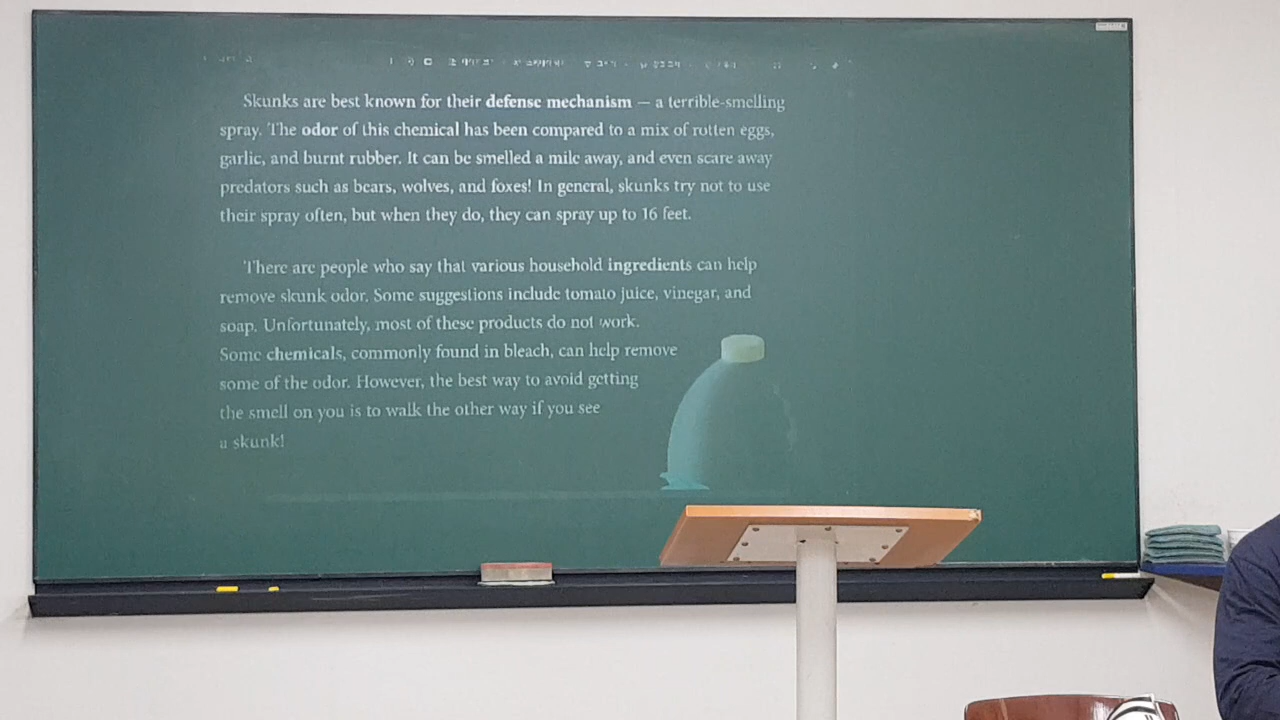 Skunks are best known for their defense mechanism — a terrible-smelling
spray. The odor of this chemical has been compared to a mix of rotten eggs,
garlic, and burnt rubber. It can be smelled a mile away, and even scare away
predators such as bears, wolves, and foxes! In general, skunks try not to use
their spray often, but when they do, they can spray up to 16 feet.
There are people who say that various household ingredients can help
remove skunk odor. Some suggestions include tomato juice, vinegar, and
soap. Unfortunately, most of these products do not work.
Some chemicals, commonly found in bleach, can help remove
some of the odor. However, the best way to avoid getting
the smell on you is to walk the other way if you see
a skunk!